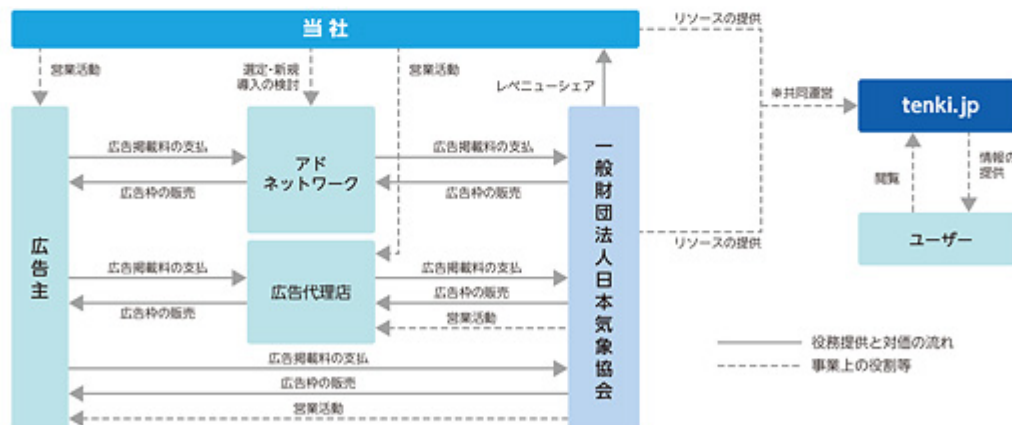 当社
リソースの提供
営業活動
選定・新規
導入の検討
営業活動
レベニューシェア
※共同運営
tenki.jp
広告掲載料の支払
アド
ネットワーク
広告掲載料の支払
広告枠の販売
広告枠の販売
一般財団法人日本気象協会
閲覧
情報の
提供
広告主
リソースの提供
ユーザー
広告掲載料の支払
広告代理店
広告掲載料の支払
広告枠の販売
広告枠の販売
営業活動
役務提供と対価の流れ
広告掲載料の支払
事業上の役割等
広告枠の販売
営業活動